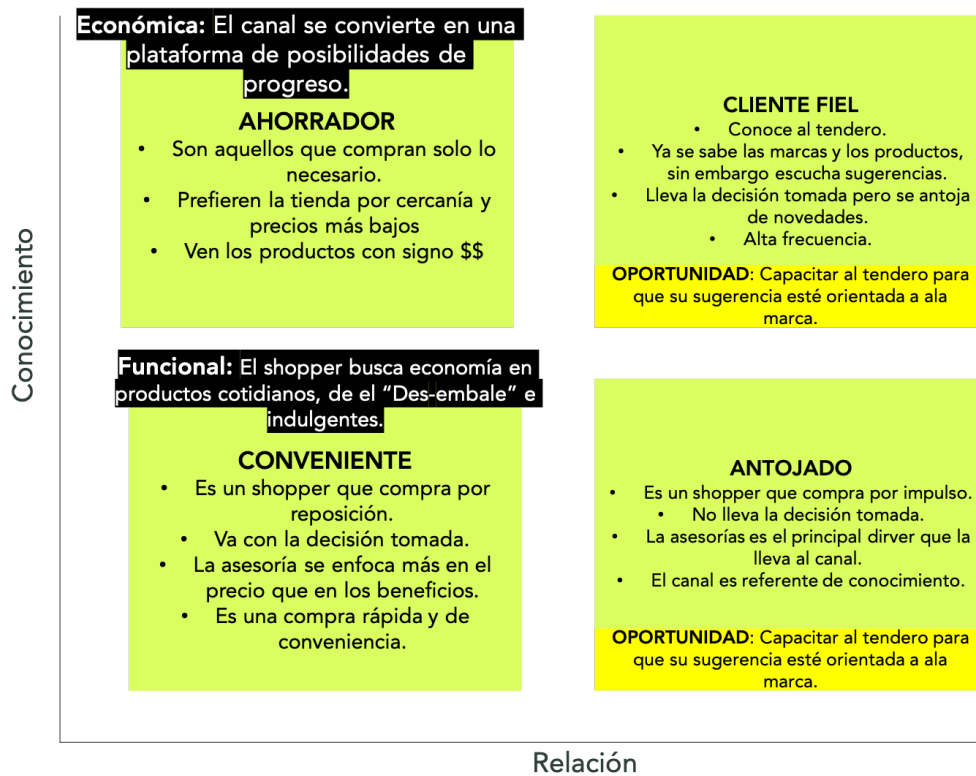 Económica: El canal se convierte en una
plataforma de posibilidades de
progreso.
AHORRADOR
• Son aquellos que compran solo lo
necesario.
• Prefieren la tienda por cercanía y
precios más bajos
• Ven los productos con signo $$
CLIENTE FIEL
• Conoce al tendero.
• Ya se sabe las marcas y los productos,
sin embargo escucha sugerencias.
• Lleva la decisión tomada pero se antoja
de novedades.
• Alta frecuencia.
OPORTUNIDAD: Capacitar al tendero para
que su sugerencia esté orientada a ala
marca.
Conocimiento
Funcional: El shopper busca economía en
productos cotidianos, de el “Des-embale” e
indulgentes.
CONVENIENTE
• Es un shopper que compra por
reposición.
• Va con la decisión tomada.
• La asesoría se enfoca más en el
precio que en los beneficios.
• Es una compra rápida y de
conveniencia.
ANTOJADO
• Es un shopper que compra por impulso.
• No lleva la decisión tomada.
• La asesorías es el principal dirver que la
lleva al canal.
• El canal es referente de conocimiento.
OPORTUNIDAD: Capacitar al tendero para
que su sugerencia esté orientada a ala
marca.
Relación